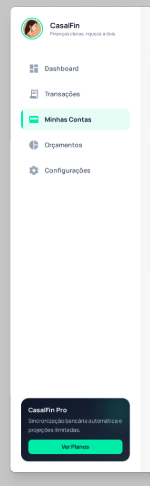 CasalFin
Finanças claras, riqueza a dois
Dashboard
Transações
Minhas Contas
Orçamentos
Configurações
CasalFin Pro
Sincronização bancária automática e
projeções ilimitadas.
Ver Planos